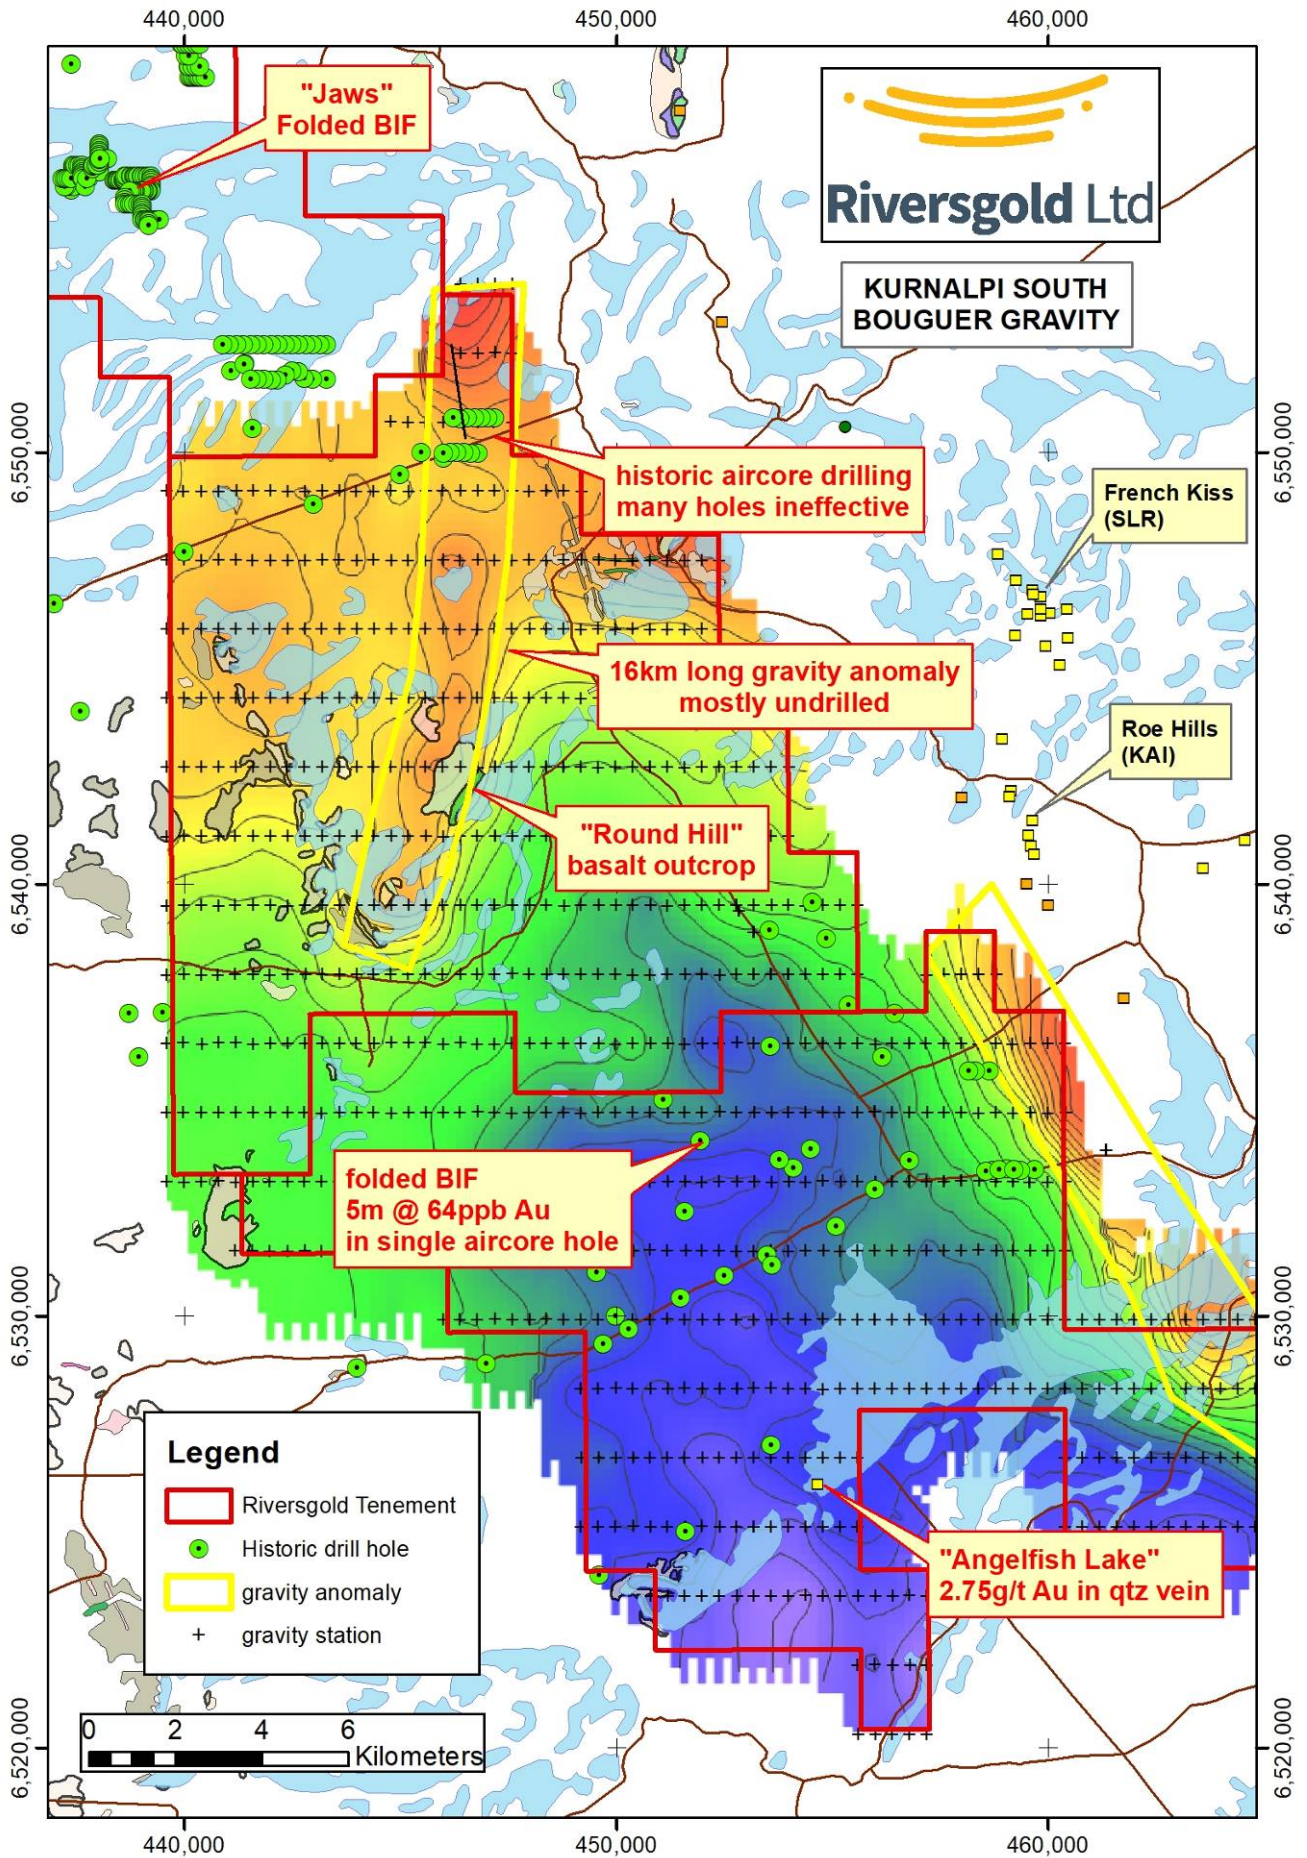 440,000
450,000
460,000
"Jaws"
Folded BIF
Riversgold Ltd
KURNALPI SOUTH
BOUGUER GRAVITY
6,550,000
6,550,000
historic aircore drilling
many holes ineffective
French Kiss
(SLR)
16km long gravity anomaly
mostly undrilled
Roe Hills
(KAI)
"Round Hill"
basalt outcrop
6,540,000
6,540,000
folded BIF
5m @ 64ppb Au
in single aircore hole
6,530,000
6,530,000
Legend
Riversgold Tenement
Historic drill hole
gravity anomaly
gravity station
"Angelfish Lake"
2.75g/t Au in qtz vein
0 2 4 6
Kilometers
6,520,000
6,520,000
440,000
450,000
460,000